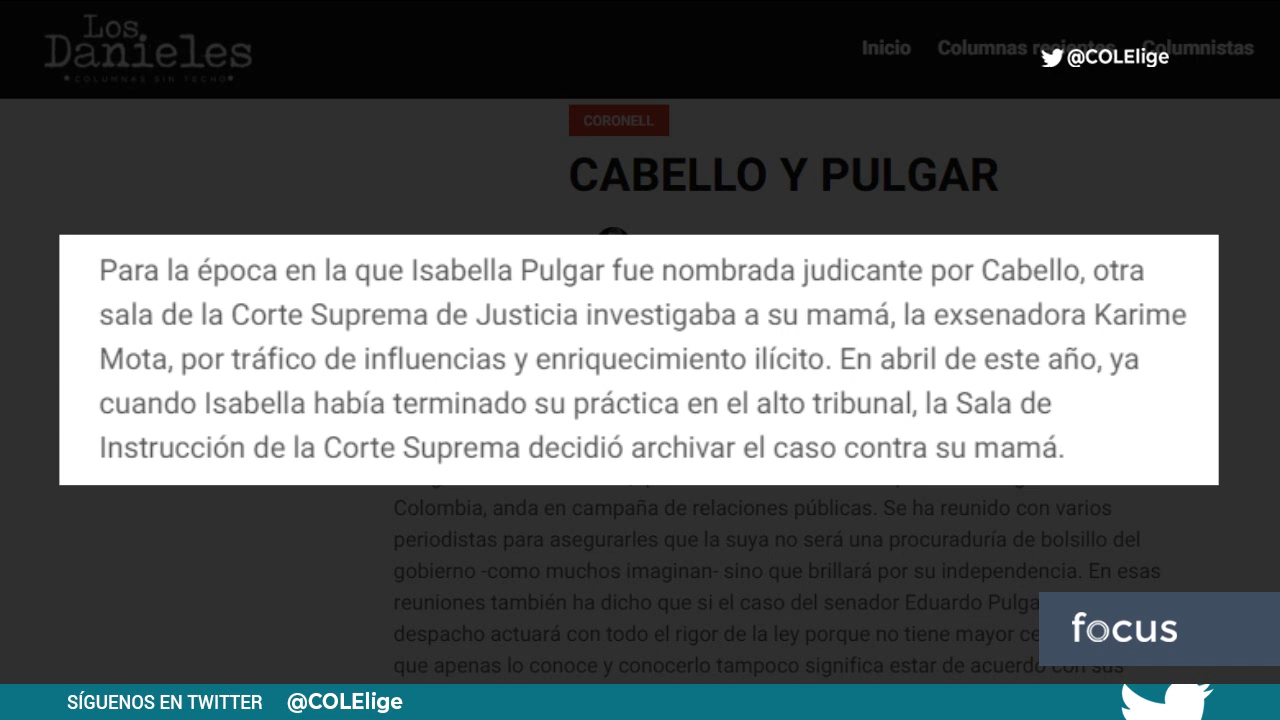 Los
Danieles
COLUMNAS SIN TECHO
Inicio Columnas recientes Columnistas
@COLElige
CORONELL
CABELLO Y PULGAR
Para la época en la que Isabella Pulgar fue nombrada judicante por Cabello, otra
sala de la Corte Suprema de Justicia investigaba a su mamá, la exsenadora Karime
Mota, por tráfico de influencias y enriquecimiento ilícito. En abril de este año, ya
cuando Isabella había terminado su práctica en el alto tribunal, la Sala de
Instrucción de la Corte Suprema decidió archivar el caso contra su mamá.
Colombia, anda en campaña de relaciones públicas. Se ha reunido con varios
periodistas para asegurarles que la suya no será una procuraduría de bolsillo del
gobierno -como muchos imaginan- sino que brillará por su independencia. En esas
reuniones también ha dicho que si el caso del senador Eduardo Pulga
despacho actuará con todo el rigor de la ley porque no tiene mayor ce
que apenas lo conoce y conocerlo tampoco significa estar de acuerdo con sus
focus
SÍGUENOS EN TWITTER @COLElige